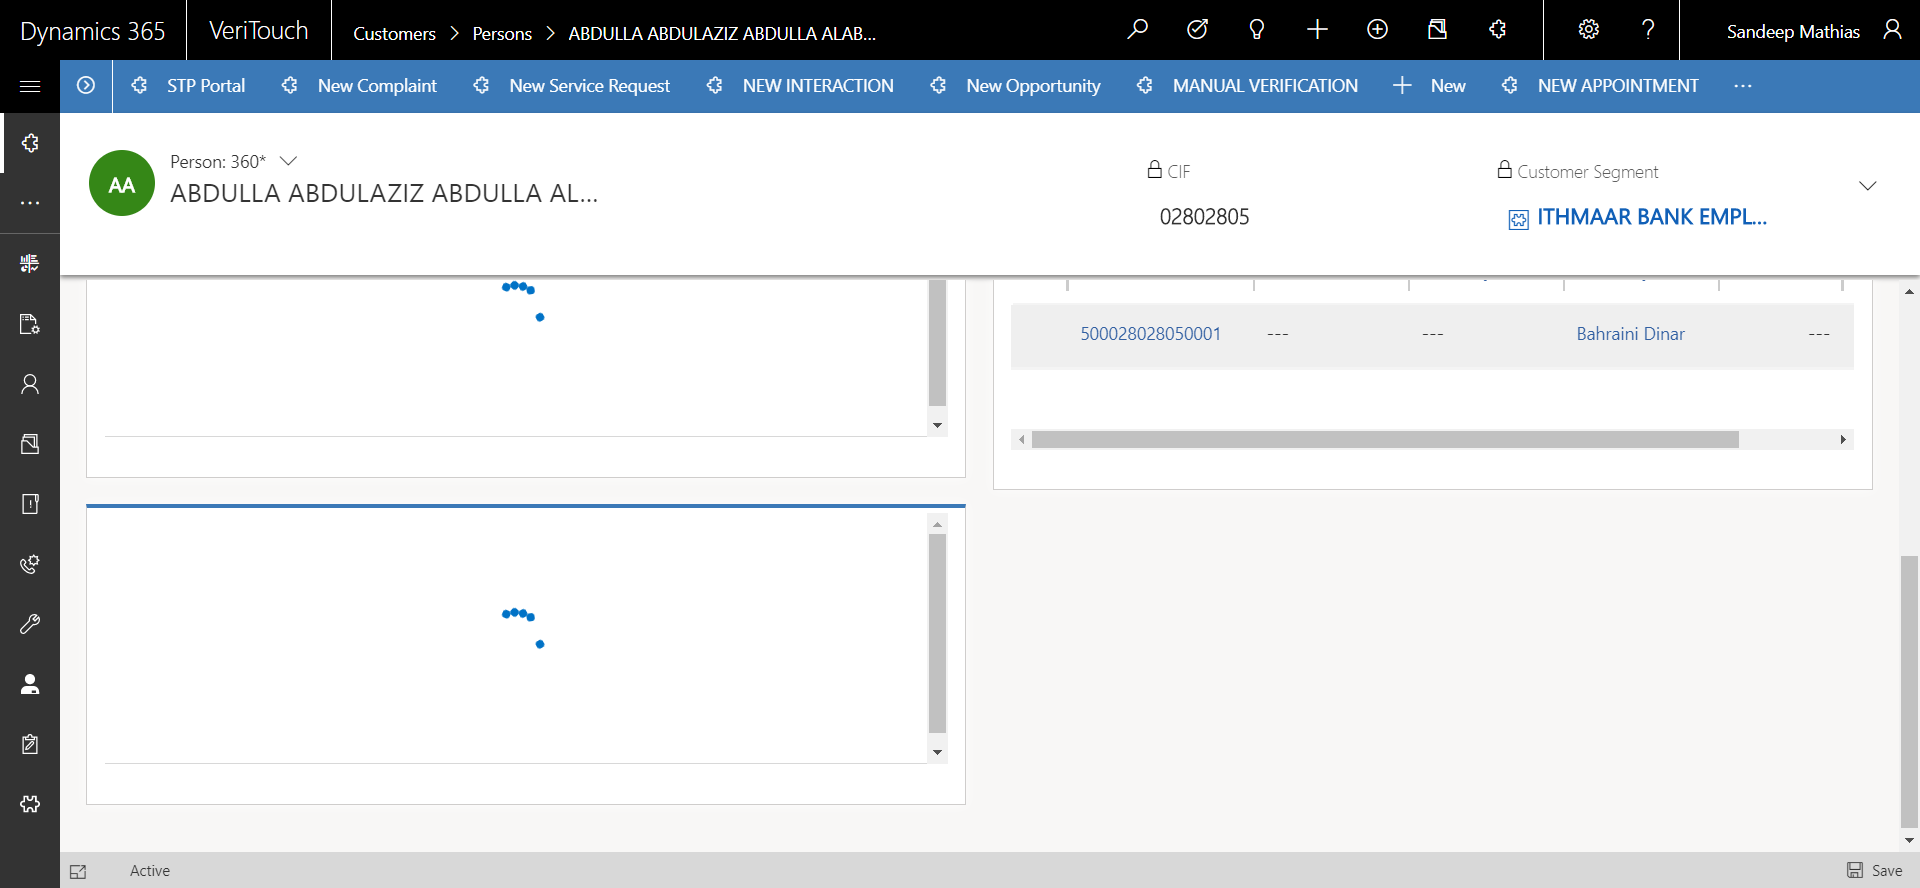 Dynamics 365
VeriTouch
Customers > Persons > ABDULLA ABDULAZIZ ABDULLA ALAB...
Sandeep Mathias
STP Portal
New Complaint
New Service Request
NEW INTERACTION
New Opportunity
MANUAL VERIFICATION
New
NEW APPOINTMENT
...
AA
Person: 360*
ABDULLA ABDULAZIZ ABDULLA AL...
CIF
02802805
Customer Segment
ITHMAAR BANK EMPL...
500028028050001 --- --- Bahraini Dinar ---
Active
Save